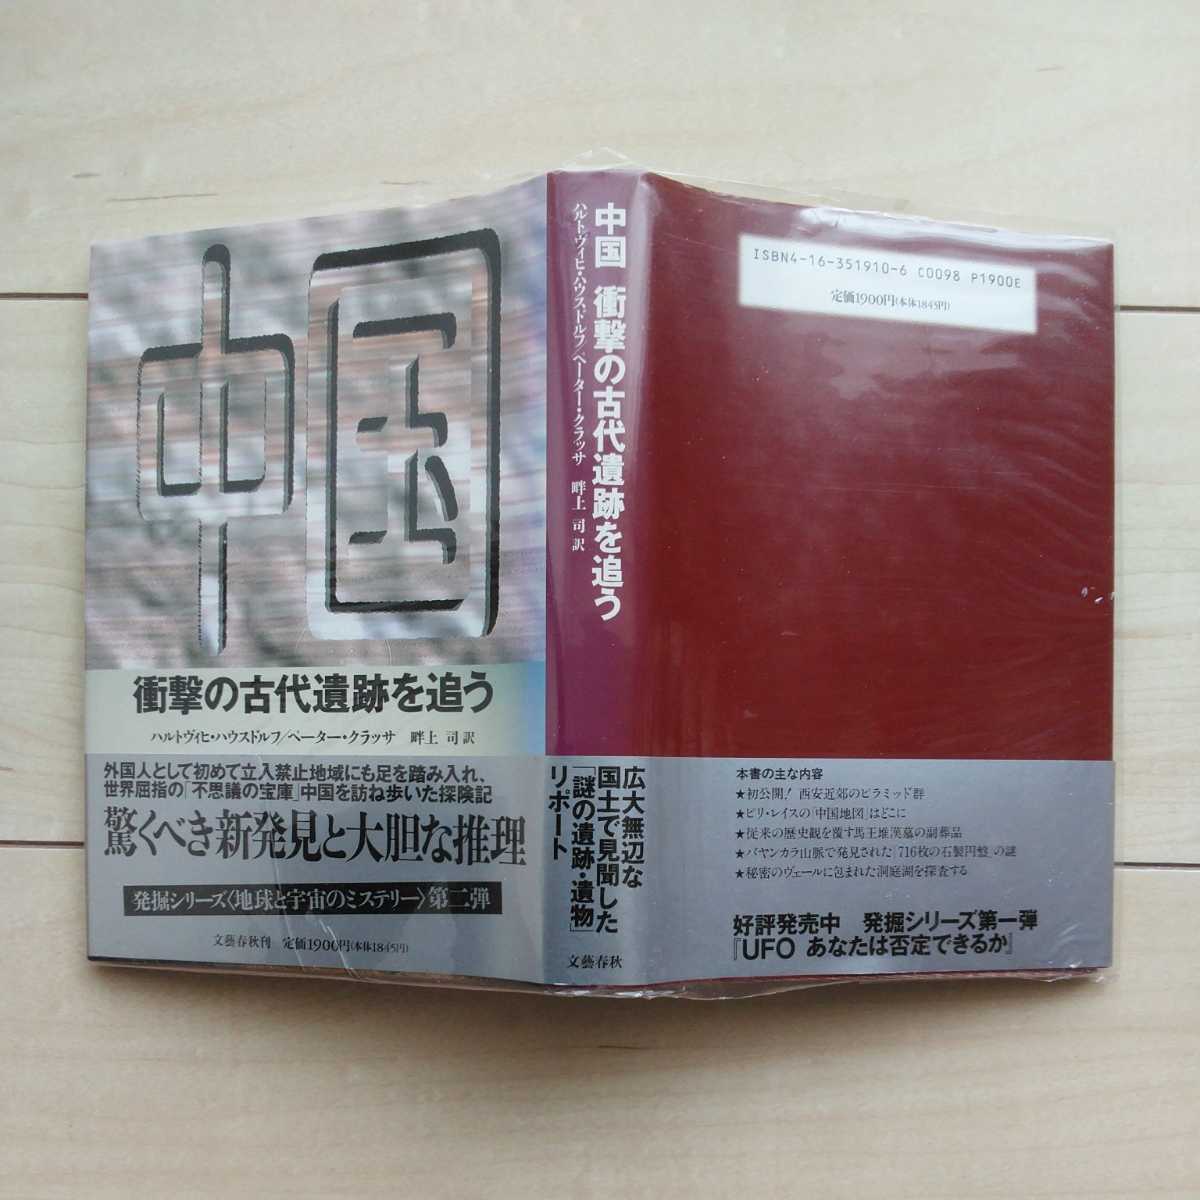 中国
衝撃の古代遺跡を追う
ハルトヴィヒ・ハウスドルフ/ペーター・クラッサ 畔上 司 訳
外国人として初めて立入禁止地域にも足を踏み入れ、
世界屈指の「不思議の宝庫」中国を訪ね歩いた探険記
驚くべき新発見と大胆な推理
発掘シリーズ〈地球と宇宙のミステリー〉第二弾
文藝春秋刊 定価1900円(本体1845円)
中国 衝撃の古代遺跡を追う
ハルトヴィヒ・ハウスドルフ/ペーター・クラッサ 畔上 司 訳
広大無辺な
国土で見聞した
「謎の遺跡・遺物」
リポート
文藝春秋
ISBN4-16-351910-6 C0098 P1900E
定価1900円(本体1845円)
本書の主な内容
★初公開! 西安近郊のピラミッド群
★ピリ・レイスの「中国地図」はどこに
★従来の歴史観を覆す馬王堆漢墓の副葬品
★バヤンカラ山脈で発見された「716枚の石製円盤」の謎
★秘密のヴェールに包まれた洞庭湖を探査する
好評発売中 発掘シリーズ第一弾
『UFO あなたは否定できるか』